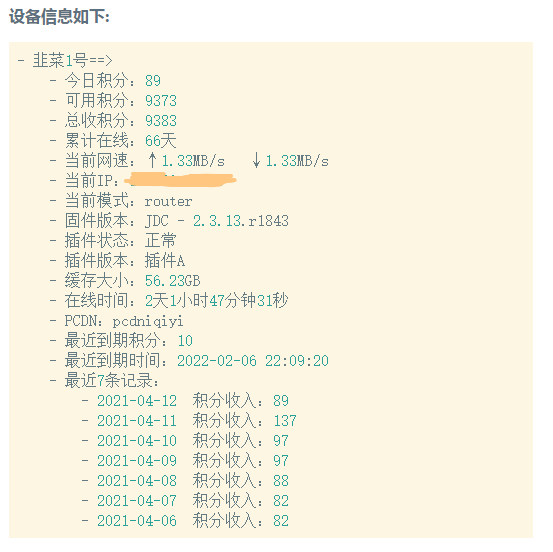 设备信息如下:
- 韭菜1号==>
- 今日积分：89
- 可用积分：9373
- 总收积分：9383
- 累计在线：66天
- 当前网速：↑1.33MB/s ↓1.33MB/s
- 当前IP：
- 当前模式：router
- 固件版本：JDC - 2.3.13.r1843
- 插件状态：正常
- 插件版本：插件A
- 缓存大小：56.23GB
- 在线时间：2天1小时47分钟31秒
- PCDN：pcdniqiyi
- 最近到期积分：10
- 最近到期时间：2022-02-06 22:09:20
- 最近7条记录：
- 2021-04-12 积分收入：89
- 2021-04-11 积分收入：137
- 2021-04-10 积分收入：97
- 2021-04-09 积分收入：97
- 2021-04-08 积分收入：88
- 2021-04-07 积分收入：82
- 2021-04-06 积分收入：82